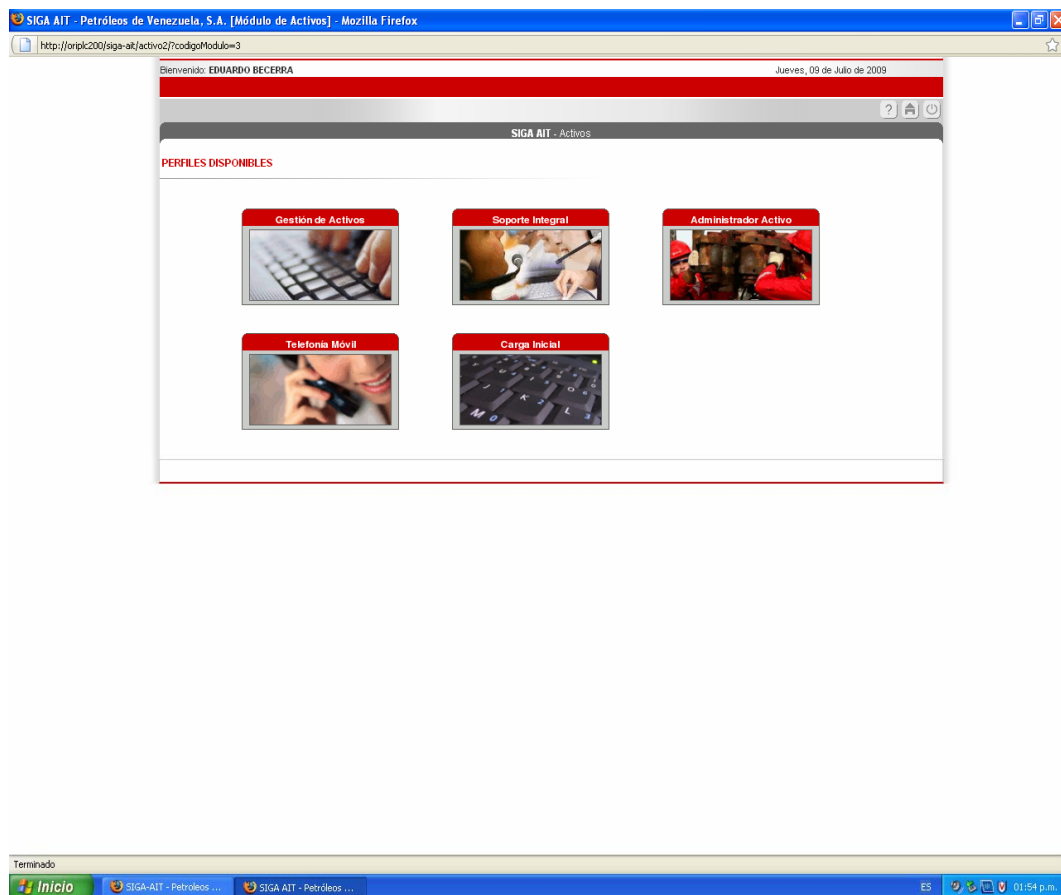 SIGA AIT - Petróleos de Venezuela, S.A. [Módulo de Activos] - Mozilla Firefox
http://oriplc200/siga-ait/activo2/?codigoModulo=3
Bienvenido: EDUARDO BECERRA Jueves, 09 de Julio de 2009
?
SIGA AIT - Activos
PERFILES DISPONIBLES
Gestión de Activos Soporte Integral Administrador Activo
Telefonía Móvil Carga Inicial
Terminado
Inicio SIGA-AIT - Petroleos ... SIGA AIT - Petróleos ... ES 01:54 p.m.